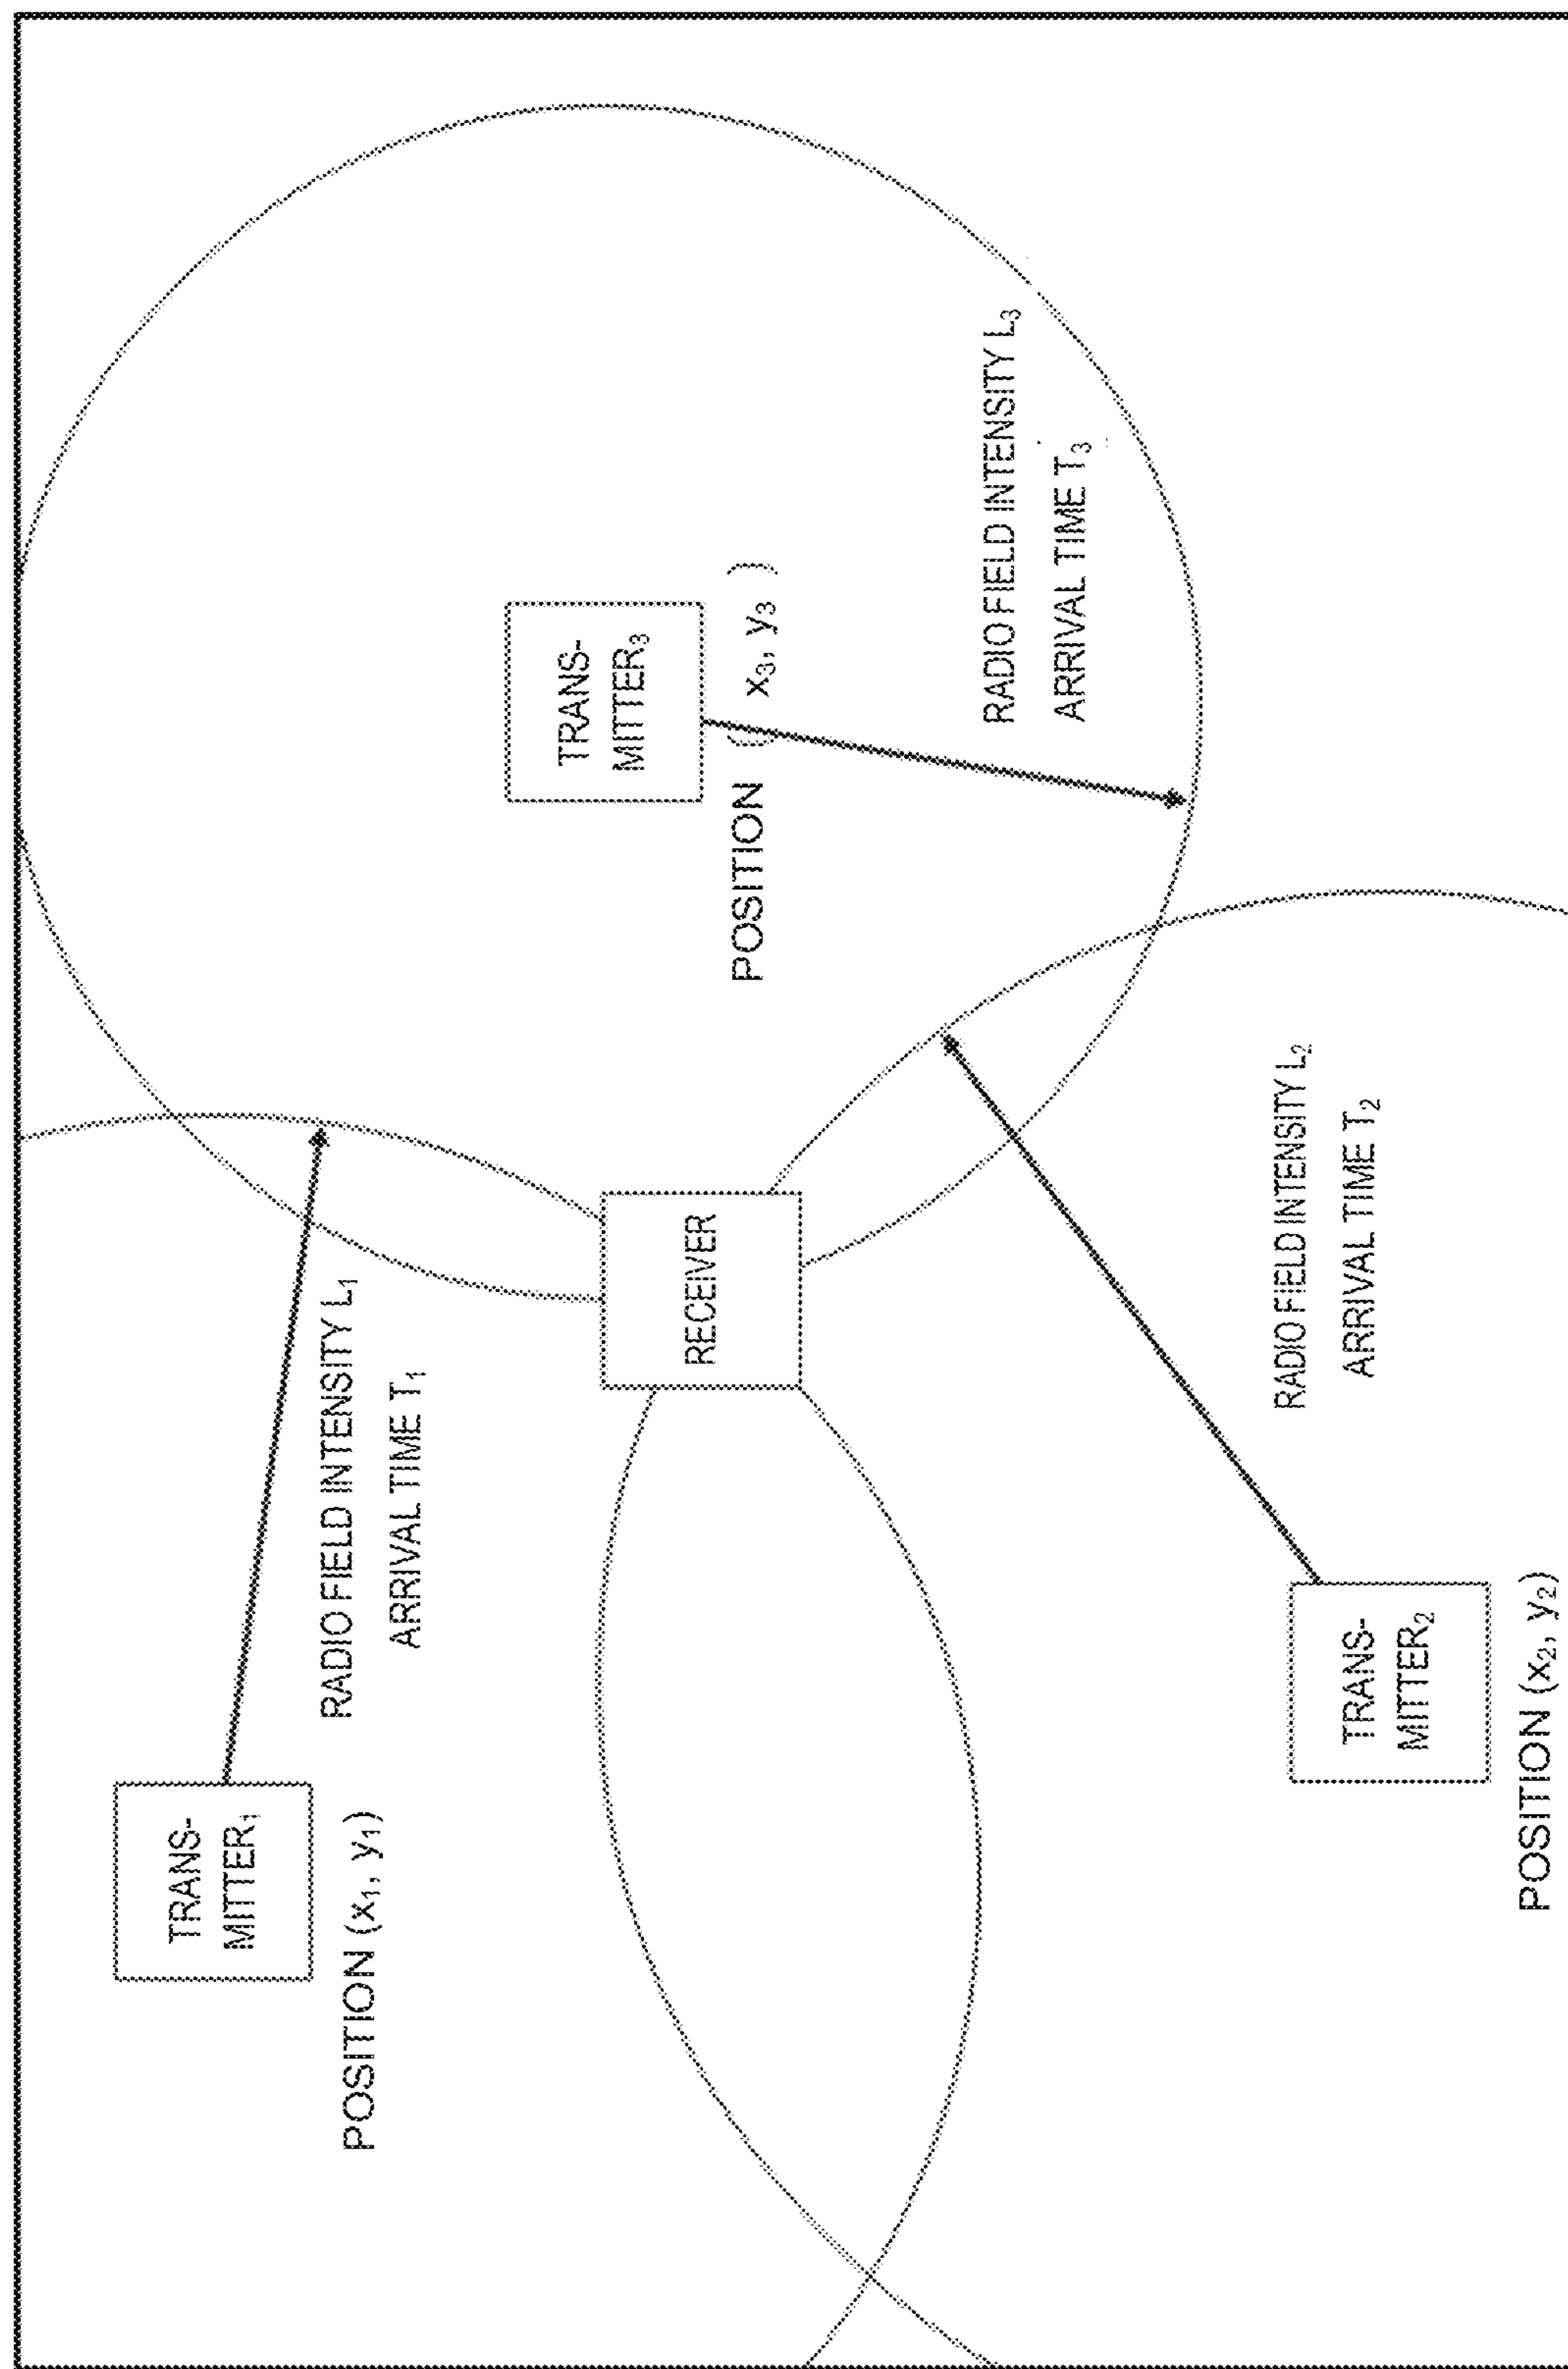 TRANS-
MITTER₁
POSITION (x₁, y₁)
RADIO FIELD INTENSITY L₁
ARRIVAL TIME T₁
RECEIVER
TRANS-
MITTER₃
POSITION ( x₃, y₃ )
RADIO FIELD INTENSITY L₃
ARRIVAL TIME T₃
TRANS-
MITTER₂
POSITION (x₂, y₂)
RADIO FIELD INTENSITY L₂
ARRIVAL TIME T₂